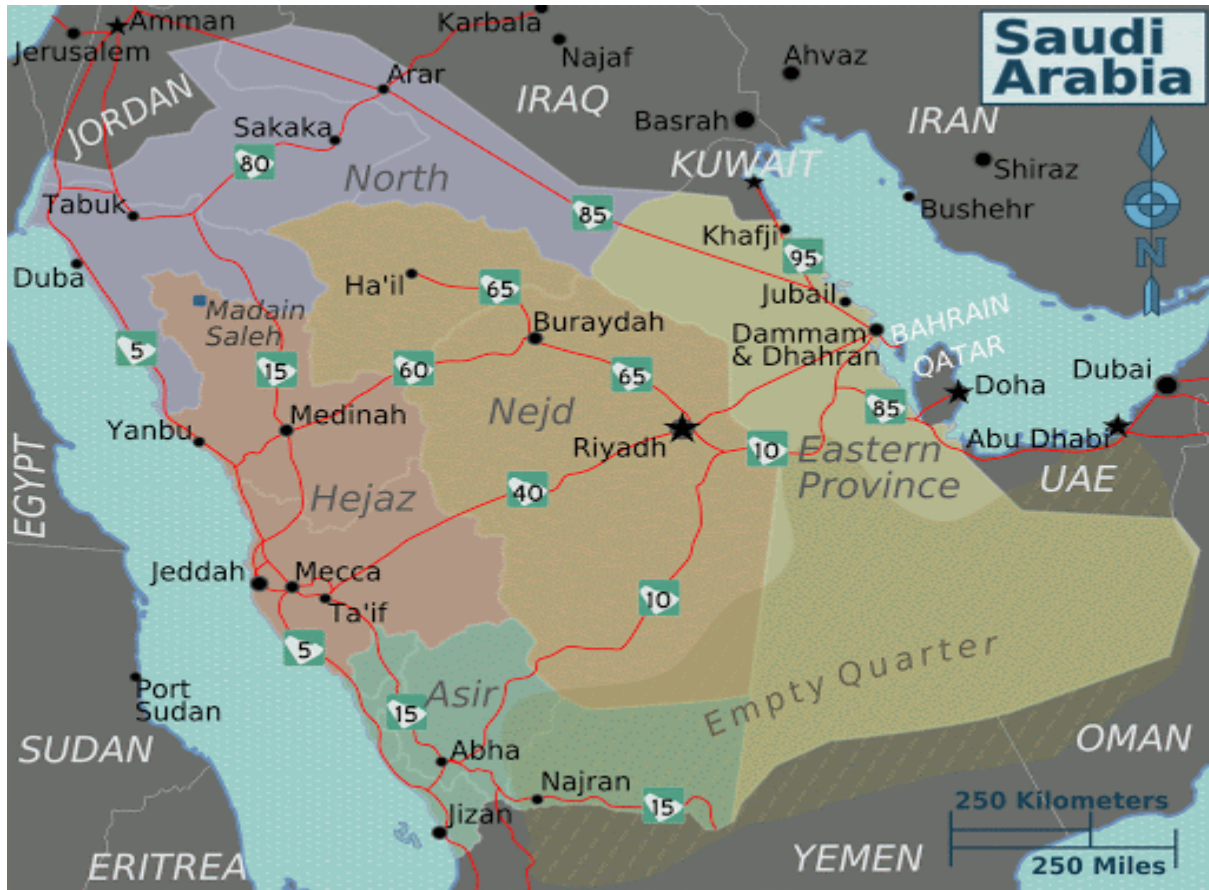 Saudi
Arabia
Amman
Jerusalem
Karbala
Najaf
Ahvaz
Arar
IRAQ
JORDAN
Sakaka
Basrah
IRAN
KUWAIT
Shiraz
80
North
Tabuk
85
Bushehr
Khafji
N
Duba
95
Ha'il
65
Jubail
Madain
Saleh
Buraydah
Dammam
& Dhahran
BAHRAIN
QATAR
5
15
60
65
Doha
Dubai
Medinah
Nejd
85
Yanbu
Riyadh
10
Abu Dhabi
Eastern
Province
UAE
EGYPT
Hejaz
40
Jeddah
Mecca
Ta'if
10
5
Empty Quarter
Port
Sudan
Asir
15
SUDAN
Abha
OMAN
Najran
15
250 Kilometers
Jizan
YEMEN
250 Miles
ERITREA